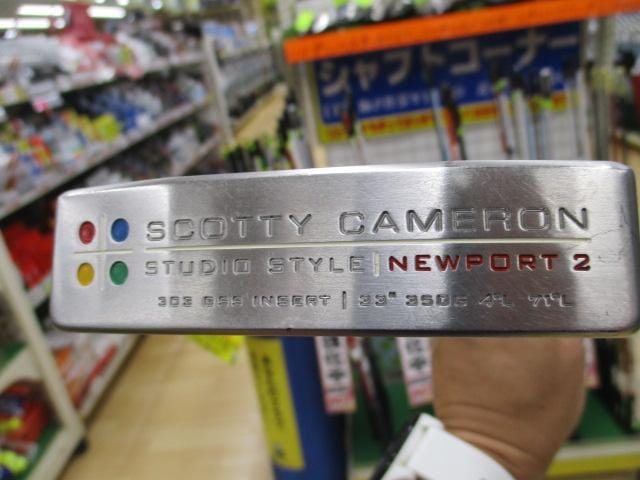 シャフトコーナー
SCOTTY CAMERON
STUDIO STYLE | NEWPORT 2
303 GSS INSERT | 33" 350G 4°L 71°L